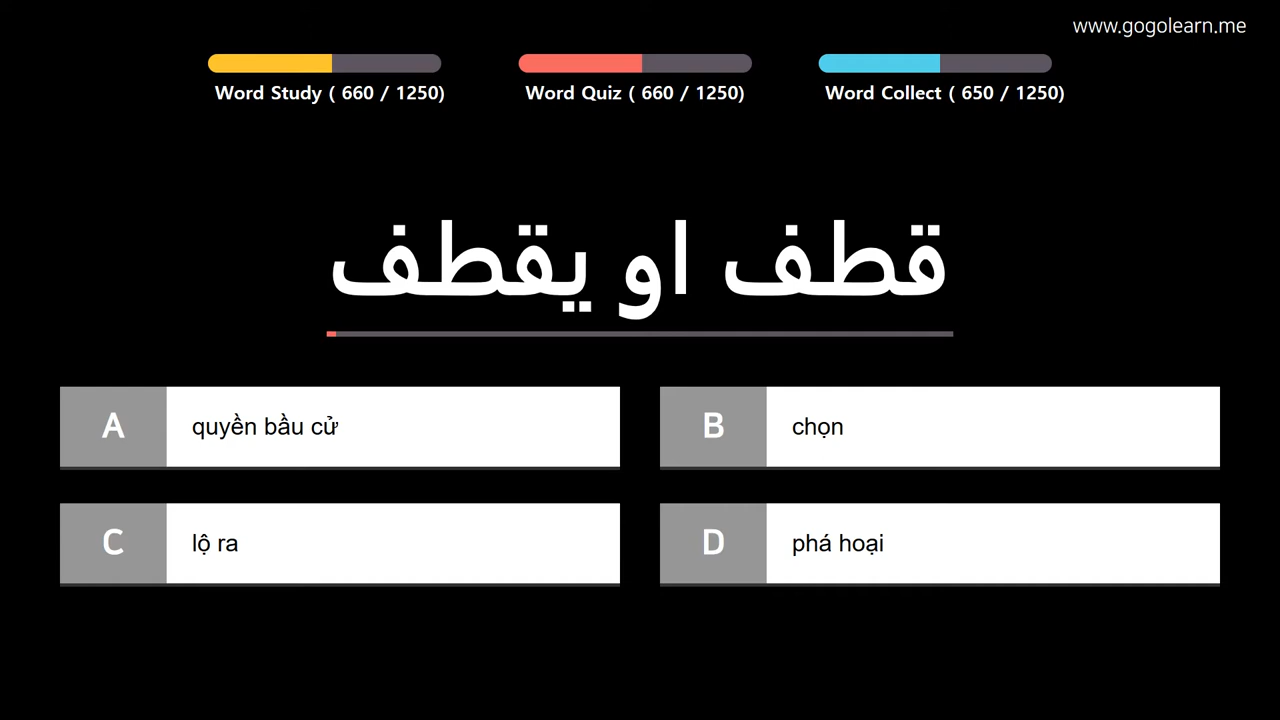 www.gogolearn.me
Word Study ( 660 / 1250)
Word Quiz ( 660 / 1250)
Word Collect ( 650 / 1250)
قطف او يقطف
A
quyền bầu cử
B
chọn
C
lộ ra
D
phá hoại